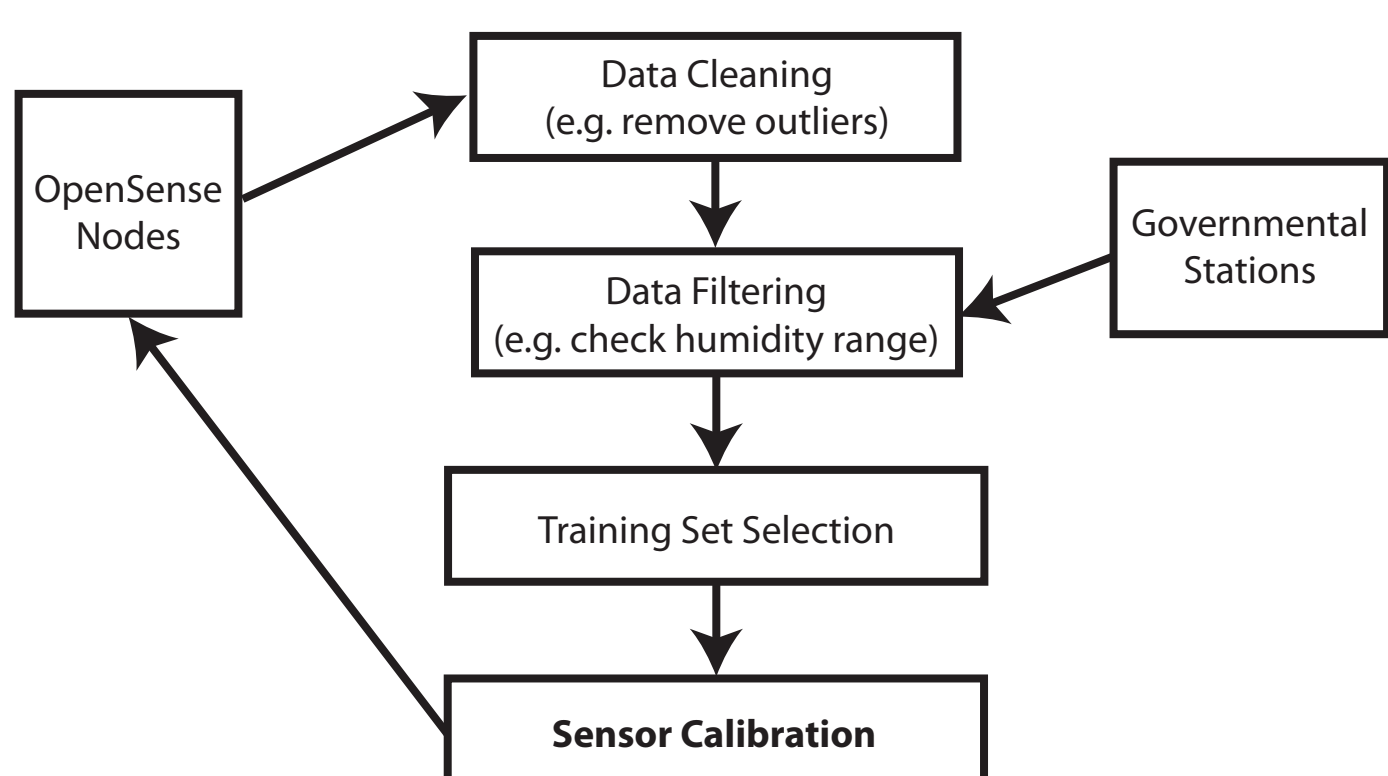 Data Cleaning
(e.g. remove outliers)
OpenSense
Nodes
Governmental
Stations
Data Filtering
(e.g. check humidity range)
Training Set Selection
Sensor Calibration